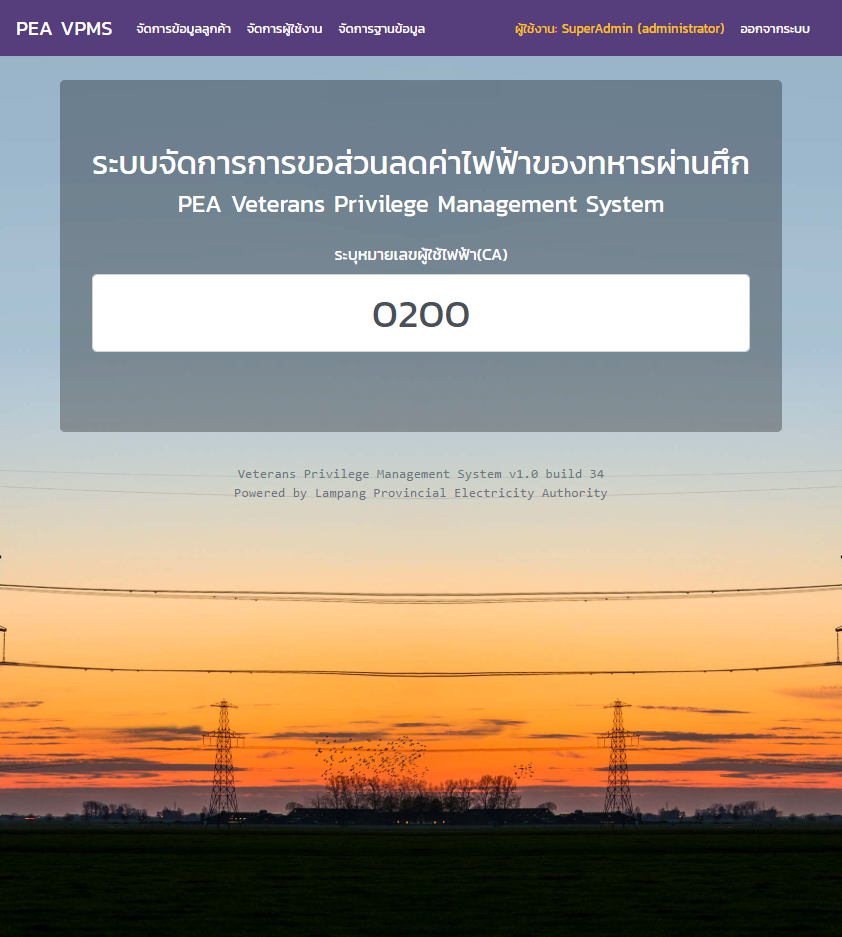 PEA VPMS จัดการข้อมูลลูกค้า จัดการผู้ใช้งาน จัดการฐานข้อมูล ผู้ใช้งาน: SuperAdmin (administrator) ออกจากระบบ
ระบบจัดการการขอส่วนลดค่าไฟฟ้าของทหารผ่านศึก
PEA Veterans Privilege Management System
ระบุหมายเลขผู้ใช้ไฟฟ้า(CA)
0200
Veterans Privilege Management System v1.0 build 34
Powered by Lampang Provincial Electricity Authority